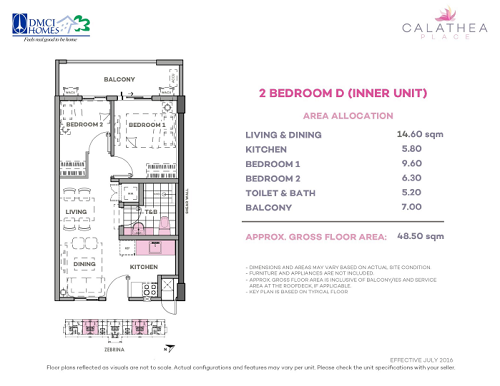 DMCI HOMES
Feels real good to be home
CALATHEA
PLACE
BALCONY
BEDROOM 2
BEDROOM 1
LIVING
T&B
SHEAR WALL
DINING
KITCHEN
ZEBRINA
N
2 BEDROOM D (INNER UNIT)
AREA ALLOCATION
LIVING & DINING 14.60 sqm
KITCHEN 5.80
BEDROOM 1 9.60
BEDROOM 2 6.30
TOILET & BATH 5.20
BALCONY 7.00
APPROX. GROSS FLOOR AREA: 48.50 sqm
– DIMENSIONS AND AREAS MAY VARY BASED ON ACTUAL SITE CONDITION.
– FURNITURE AND APPLIANCES ARE NOT INCLUDED.
– APPROX. GROSS FLOOR AREA IS INCLUSIVE OF BALCONY/IES AND SERVICE
AREA AT THE ROOFDECK, IF APPLICABLE.
– KEY PLAN IS BASED ON TYPICAL FLOOR
EFFECTIVE JULY 2016
Floor plans reflected as visuals are not to scale. Actual configurations and features may vary per unit. Please check the unit specifications with your seller.